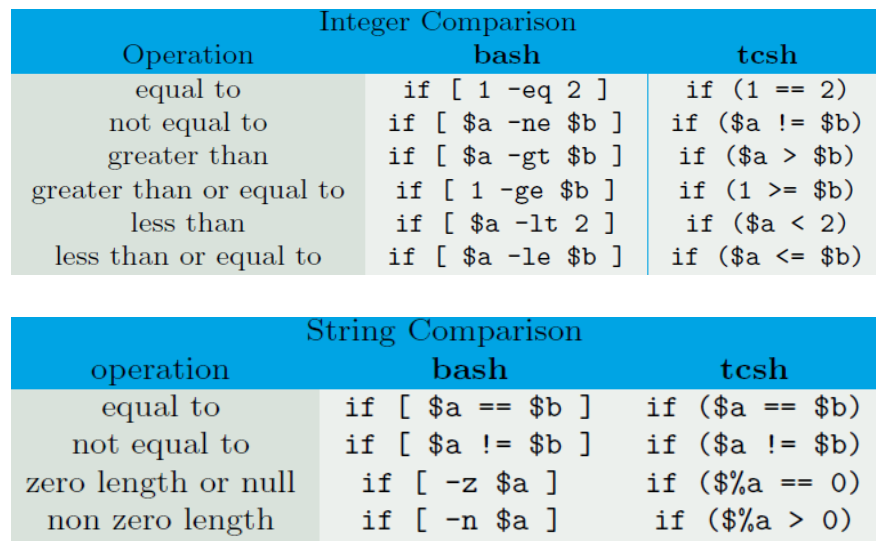 Integer Comparison
Operation bash tcsh
equal to if [ 1 -eq 2 ] if (1 == 2)
not equal to if [ $a -ne $b ] if ($a != $b)
greater than if [ $a -gt $b ] if ($a > $b)
greater than or equal to if [ 1 -ge $b ] if (1 >= $b)
less than if [ $a -lt 2 ] if ($a < 2)
less than or equal to if [ $a -le $b ] if ($a <= $b)
String Comparison
operation bash tcsh
equal to if [ $a == $b ] if ($a == $b)
not equal to if [ $a != $b ] if ($a != $b)
zero length or null if [ -z $a ] if ($%a == 0)
non zero length if [ -n $a ] if ($%a > 0)